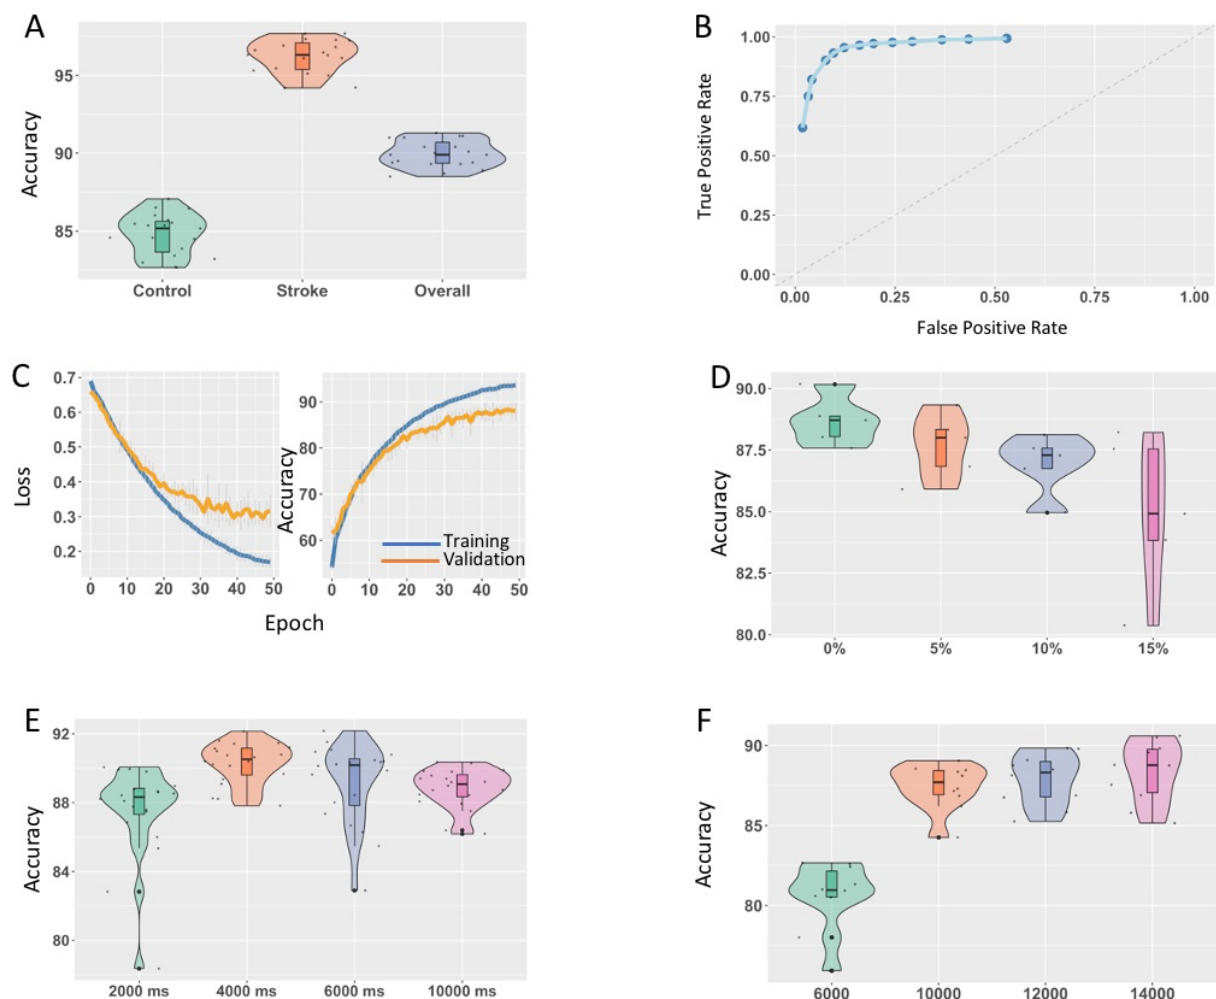 A
Accuracy
95
90
85
Control Stroke Overall
B
True Positive Rate
1.00
0.75
0.50
0.25
0.00
0.00 0.25 0.50 0.75 1.00
False Positive Rate
C
Loss
0.7
0.6
0.5
0.4
0.3
0.2
0 10 20 30 40 50
Accuracy
90
80
70
60
Training
Validation
0 10 20 30 40 50
Epoch
D
Accuracy
90.0
87.5
85.0
82.5
80.0
0% 5% 10% 15%
E
Accuracy
92
88
84
80
2000 ms 4000 ms 6000 ms 10000 ms
F
Accuracy
90
85
80
6000 10000 12000 14000